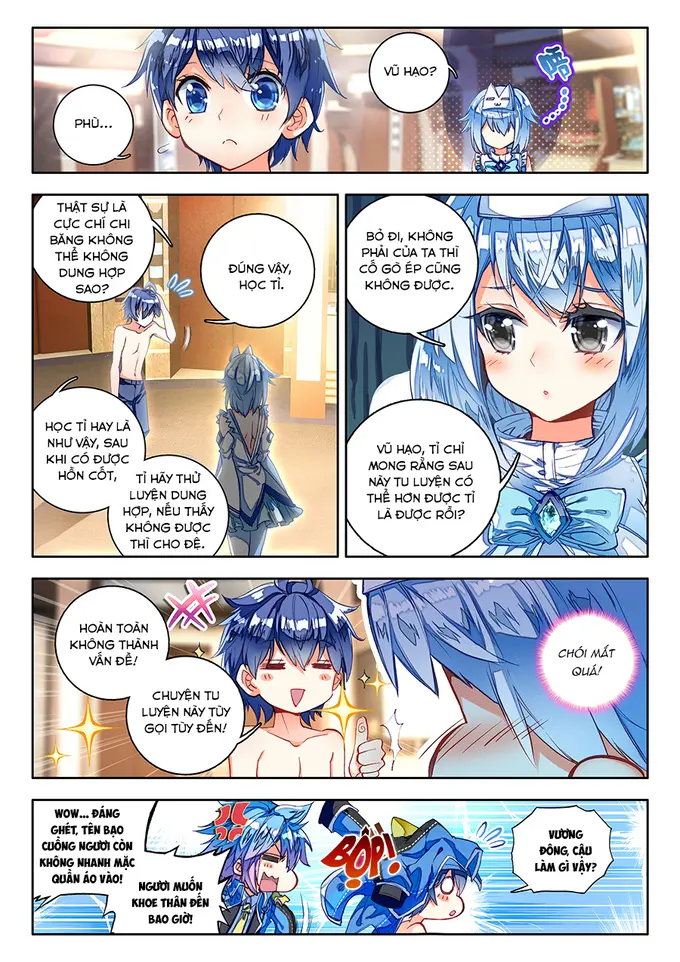 PHÙ...
VŨ HẠO?
唔
THẬT SỰ LÀ
CỰC CHÍ CHI
BĂNG KHÔNG
THỂ KHÔNG
DUNG HỢP
SAO?
ĐÚNG VẬY,
HỌC TỈ.
HỌC TỈ HAY LÀ
NHƯ VẬY, SAU
KHI CÓ ĐƯỢC
HỒN CỐT,
TỈ HÃY THỬ
LUYỆN DUNG
HỢP, NẾU THẤY
KHÔNG ĐƯỢC
THÌ CHO ĐỆ.
BỎ ĐI, KHÔNG
PHẢI CỦA TA THÌ
CỐ GÓ ÉP CŨNG
KHÔNG ĐƯỢC.
VŨ HẠO, TỈ CHỈ
MONG RẰNG SAU
NÀY TU LUYỆN CÓ
THỂ HƠN ĐƯỢC TỈ
LÀ ĐƯỢC RỒI?
HOÀN TOÀN
KHÔNG THÀNH
VẤN ĐỀ!
CHUYỆN TU
LUYỆN NÀY TÙY
GỌI TÙY ĐẾN!
CHÓI MẮT
QUÁ!
WOW... ĐÁNG
GHÉT, TÊN BẠO
CUỒNG NGƯỜI CÒN
KHÔNG NHANH MẶC
QUẦN ÁO VÀO!
NGƯƠI MUỐN
KHOE THÂN ĐẾN
BAO GIỜ!
BỐP!
VƯƠNG
ĐÔNG, CẬU
LÀM GÌ VẬY?